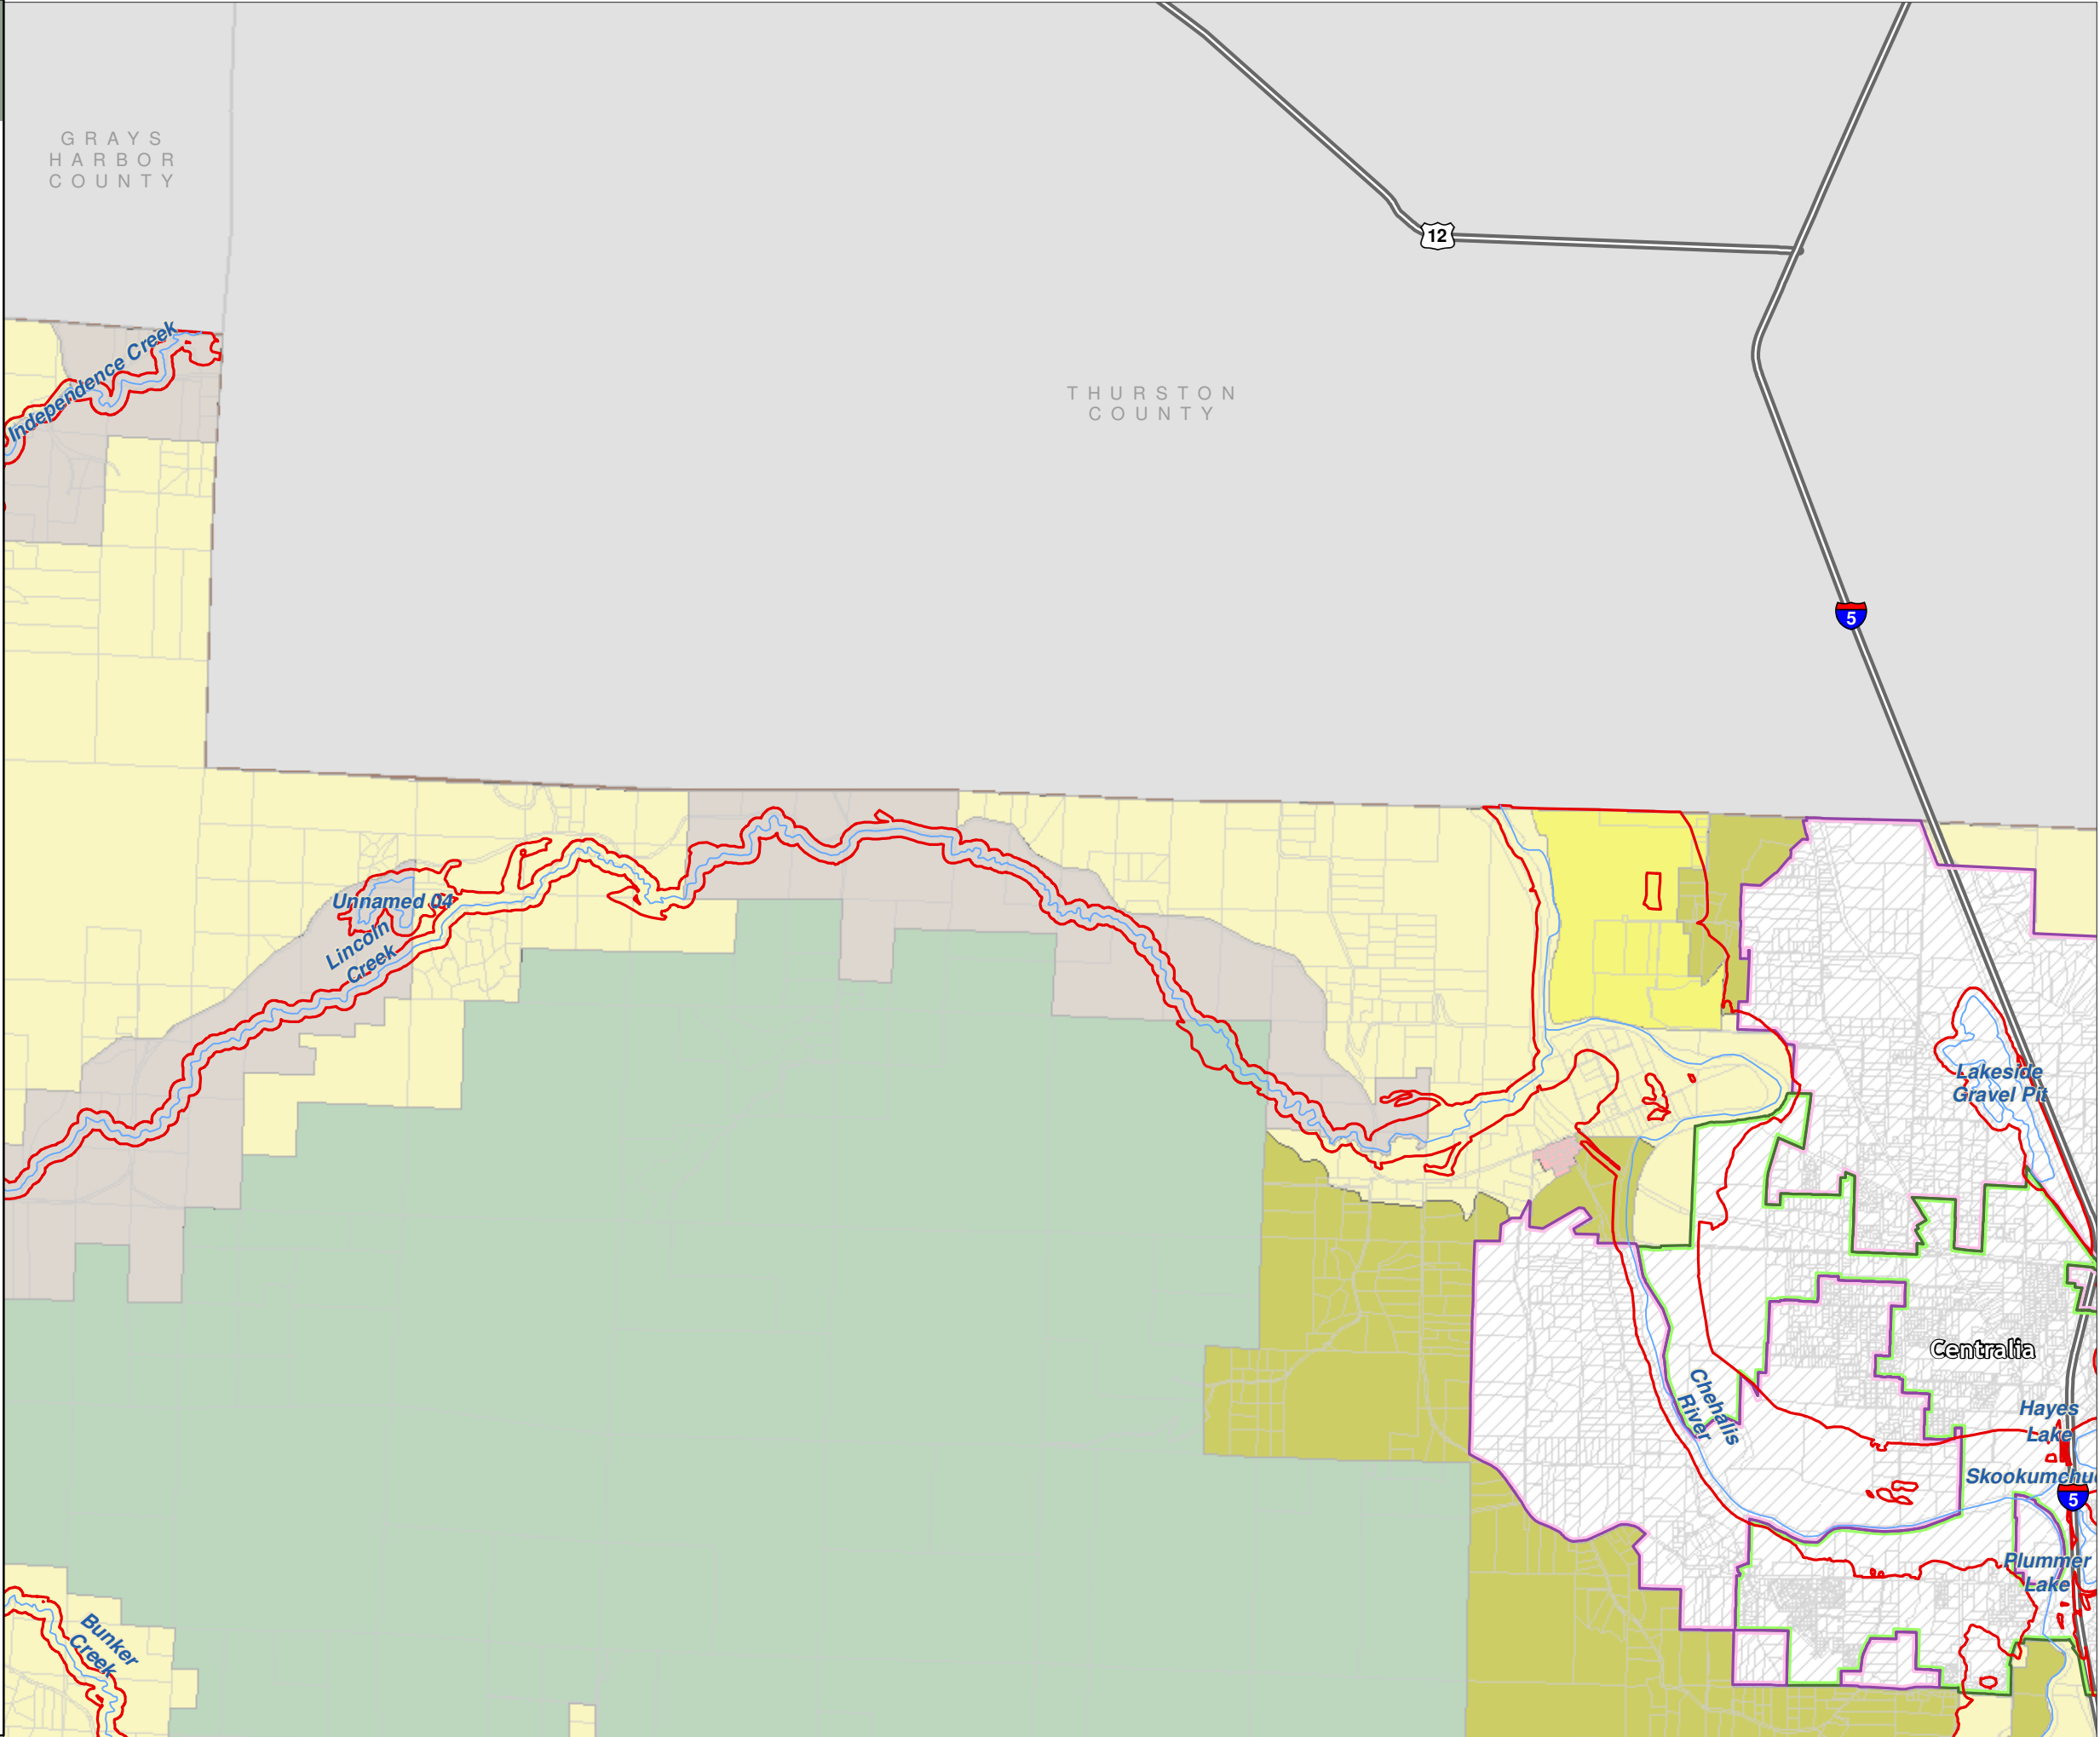 GRAYS
HARBOR
COUNTY
12
Independence Creek
THURSTON
COUNTY
5
Unnamed 04
Lincoln
Creek
Lakeside
Gravel Pit
Centralia
Chehalis
River
Hayes
Lake
Skookumchu
5
Plummer
Lake
Bunker
Creek